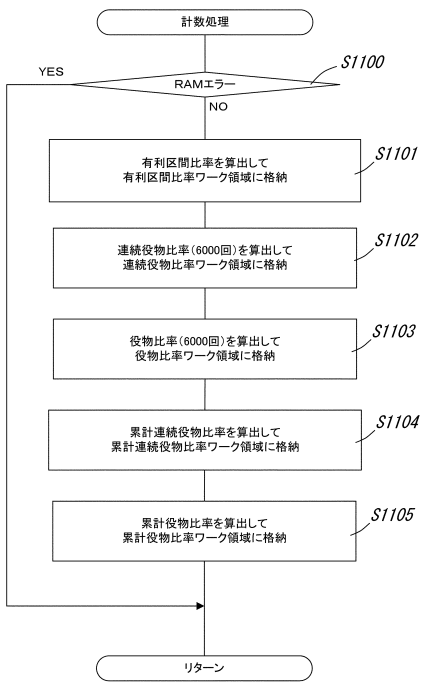 計数処理
S1100
YES
RAMエラー
NO
S1101
有利区間比率を算出して
有利区間比率ワーク領域に格納
S1102
連続役物比率(6000回)を算出して
連続役物比率ワーク領域に格納
S1103
役物比率(6000回)を算出して
役物比率ワーク領域に格納
S1104
累計連続役物比率を算出して
累計連続役物比率ワーク領域に格納
S1105
累計役物比率を算出して
累計役物比率ワーク領域に格納
リターン